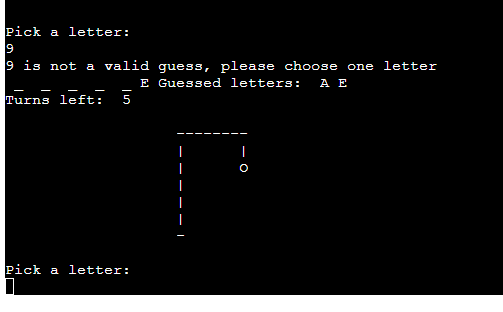 Pick a letter:
9
9 is not a valid guess, please choose one letter
_ _ _ _ _ E Guessed letters: A E
Turns left: 5
--------
| |
| O
|
|
|
_
Pick a letter: